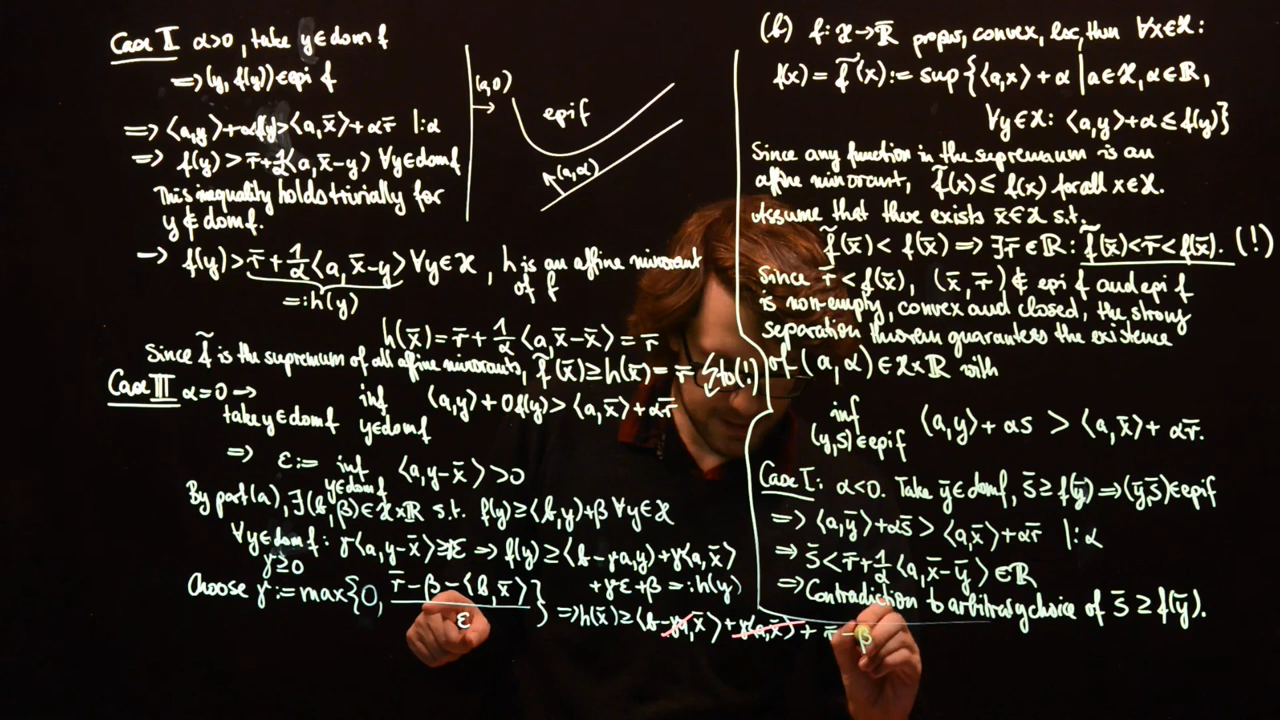 (b) f: X → R̄ proper, convex, lsc, then ∀x∈X:
f(x) = f̃(x) := sup{⟨a,x⟩ + α | a∈X, α∈R,
∀y∈X: ⟨a,y⟩+α ≤ f(y)}
Since any function in the supremum is an
affine minorant, f̃(x) ≤ f(x) for all x∈X.
Assume that there exists x̄∈X s.t.
f̃(x̄) < f(x̄) ⇒ ∃r̄∈R: f̃(x̄)<r̄<f(x̄). (!)
Since r̄ < f(x̄), (x̄, r̄) ∉ epi f and epi f
is non-empty, convex and closed, the strong
separation theorem guarantees the existence
of (a, α) ∈ X×R with
inf (y,s)∈epi f ⟨a,y⟩ + αs > ⟨a,x̄⟩ + αr̄.
Case I: α<0. Take ȳ∈dom f, s̄ ≥ f(ȳ) ⇒ (ȳ,s̄)∈epi f
⇒ ⟨a,ȳ⟩+αs̄ > ⟨a,x̄⟩+αr̄ |:α
⇒ s̄ < r̄ + 1/α ⟨a, x̄-ȳ⟩ ∈ R
⇒ Contradiction to arbitrary choice of s̄ ≥ f(ȳ).
Case II α>0, take y∈dom f
⇒ (y, f(y)) ∈ epi f
⇒ ⟨a,y⟩+αf(y)>⟨a,x̄⟩+αr̄ |:α
⇒ f(y) > r̄ + 1/α ⟨a,x̄-y⟩ ∀y∈dom f
This inequality holds trivially for
y ∉ dom f.
(a,0)
epi f
(a,α)
→ f(y) > r̄ + 1/α ⟨a, x̄-y⟩ ∀y∈X, h is an affine minorant
of f
=: h(y)
h(x̄) = r̄ + 1/α ⟨a, x̄-x̄⟩ = r̄
Since f̃ is the supremum of all affine minorants, f̃(x̄) ≥ h(x̄) = r̄ ↯ to (!)
Case III α=0 ⇒ inf y∈dom f ⟨a,y⟩ + 0f(y) > ⟨a,x̄⟩ + αr̄
take y∈dom f
⇒ ε := inf y∈dom f ⟨a, y-x̄⟩ > 0
By part (a), ∃(b, β)∈X×R s.t. f(y) ≥ ⟨b,y⟩+β ∀y∈X
∀y∈dom f: γ⟨a, y-x̄⟩ ≥ γε ⇒ f(y) ≥ ⟨b-γa,y⟩+γ⟨a,x̄⟩
γ≥0
+γε+β =: h(y)
Choose γ := max{0, (r̄ - β - ⟨b,x̄⟩)/ε} ⇒ h(x̄) ≥ ⟨b-γa,x̄⟩+γ⟨a,x̄⟩ + r̄ - β